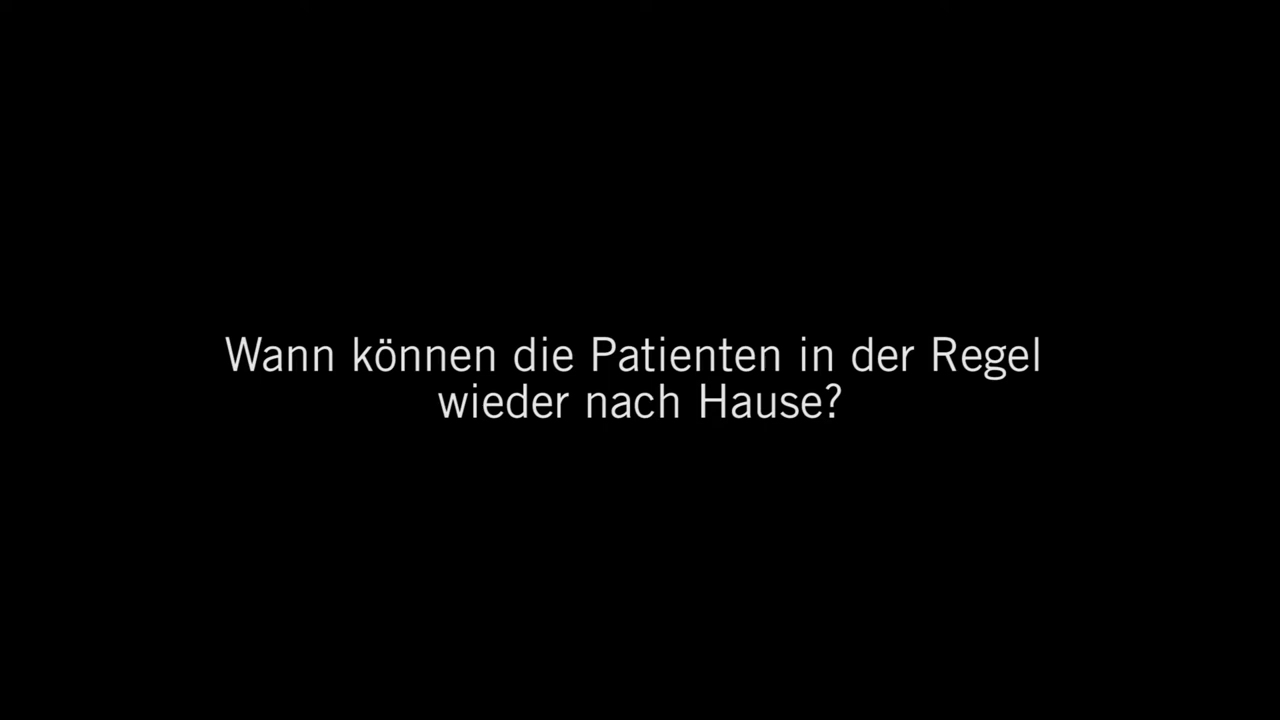 Wann können die Patienten in der Regel
wieder nach Hause?